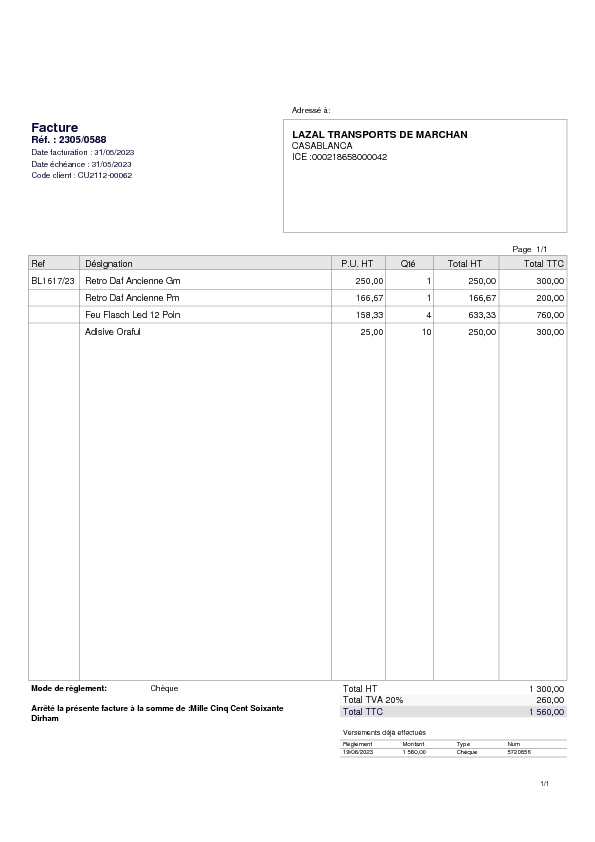 Adressé à:
Facture
Réf. : 2305/0588
Date facturation : 31/05/2023
Date échéance : 31/05/2023
Code client : CU2112-00062
LAZAL TRANSPORTS DE MARCHAN
CASABLANCA
ICE :000218658000042
Page 1/1
Ref Désignation P.U. HT Qté Total HT Total TTC
BL1617/23 Retro Daf Ancienne Gm 250,00 1 250,00 300,00
Retro Daf Ancienne Pm 166,67 1 166,67 200,00
Feu Flasch Led 12 Poin 158,33 4 633,33 760,00
Adisive Oraful 25,00 10 250,00 300,00
Mode de règlement: Chèque
Arrêté la présente facture à la somme de :Mille Cinq Cent Soixante
Dirham
Total HT 1 300,00
Total TVA 20% 260,00
Total TTC 1 560,00
Versements déjà effectués
Règlement Montant Type Num
19/06/2023 1 560,00 Chèque 5720656
1/1